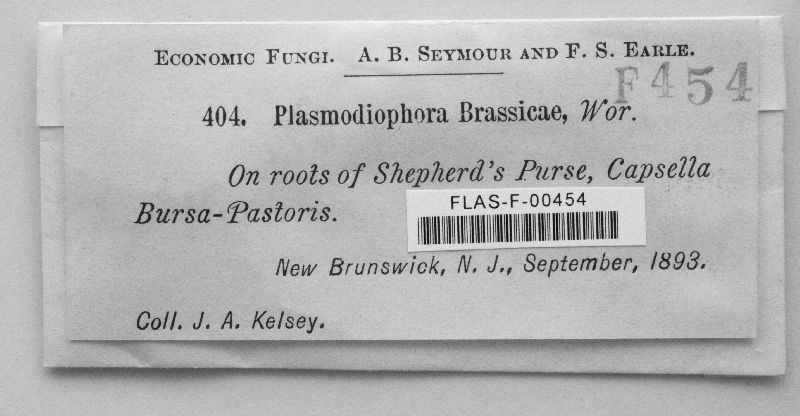 Economic Fungi. A. B. Seymour and F. S. Earle.
F454
404. Plasmodiophora Brassicae, Wor.
On roots of Shepherd's Purse, Capsella
Bursa-Pastoris.
FLAS-F-00454
New Brunswick, N. J., September, 1893.
Coll. J. A. Kelsey.